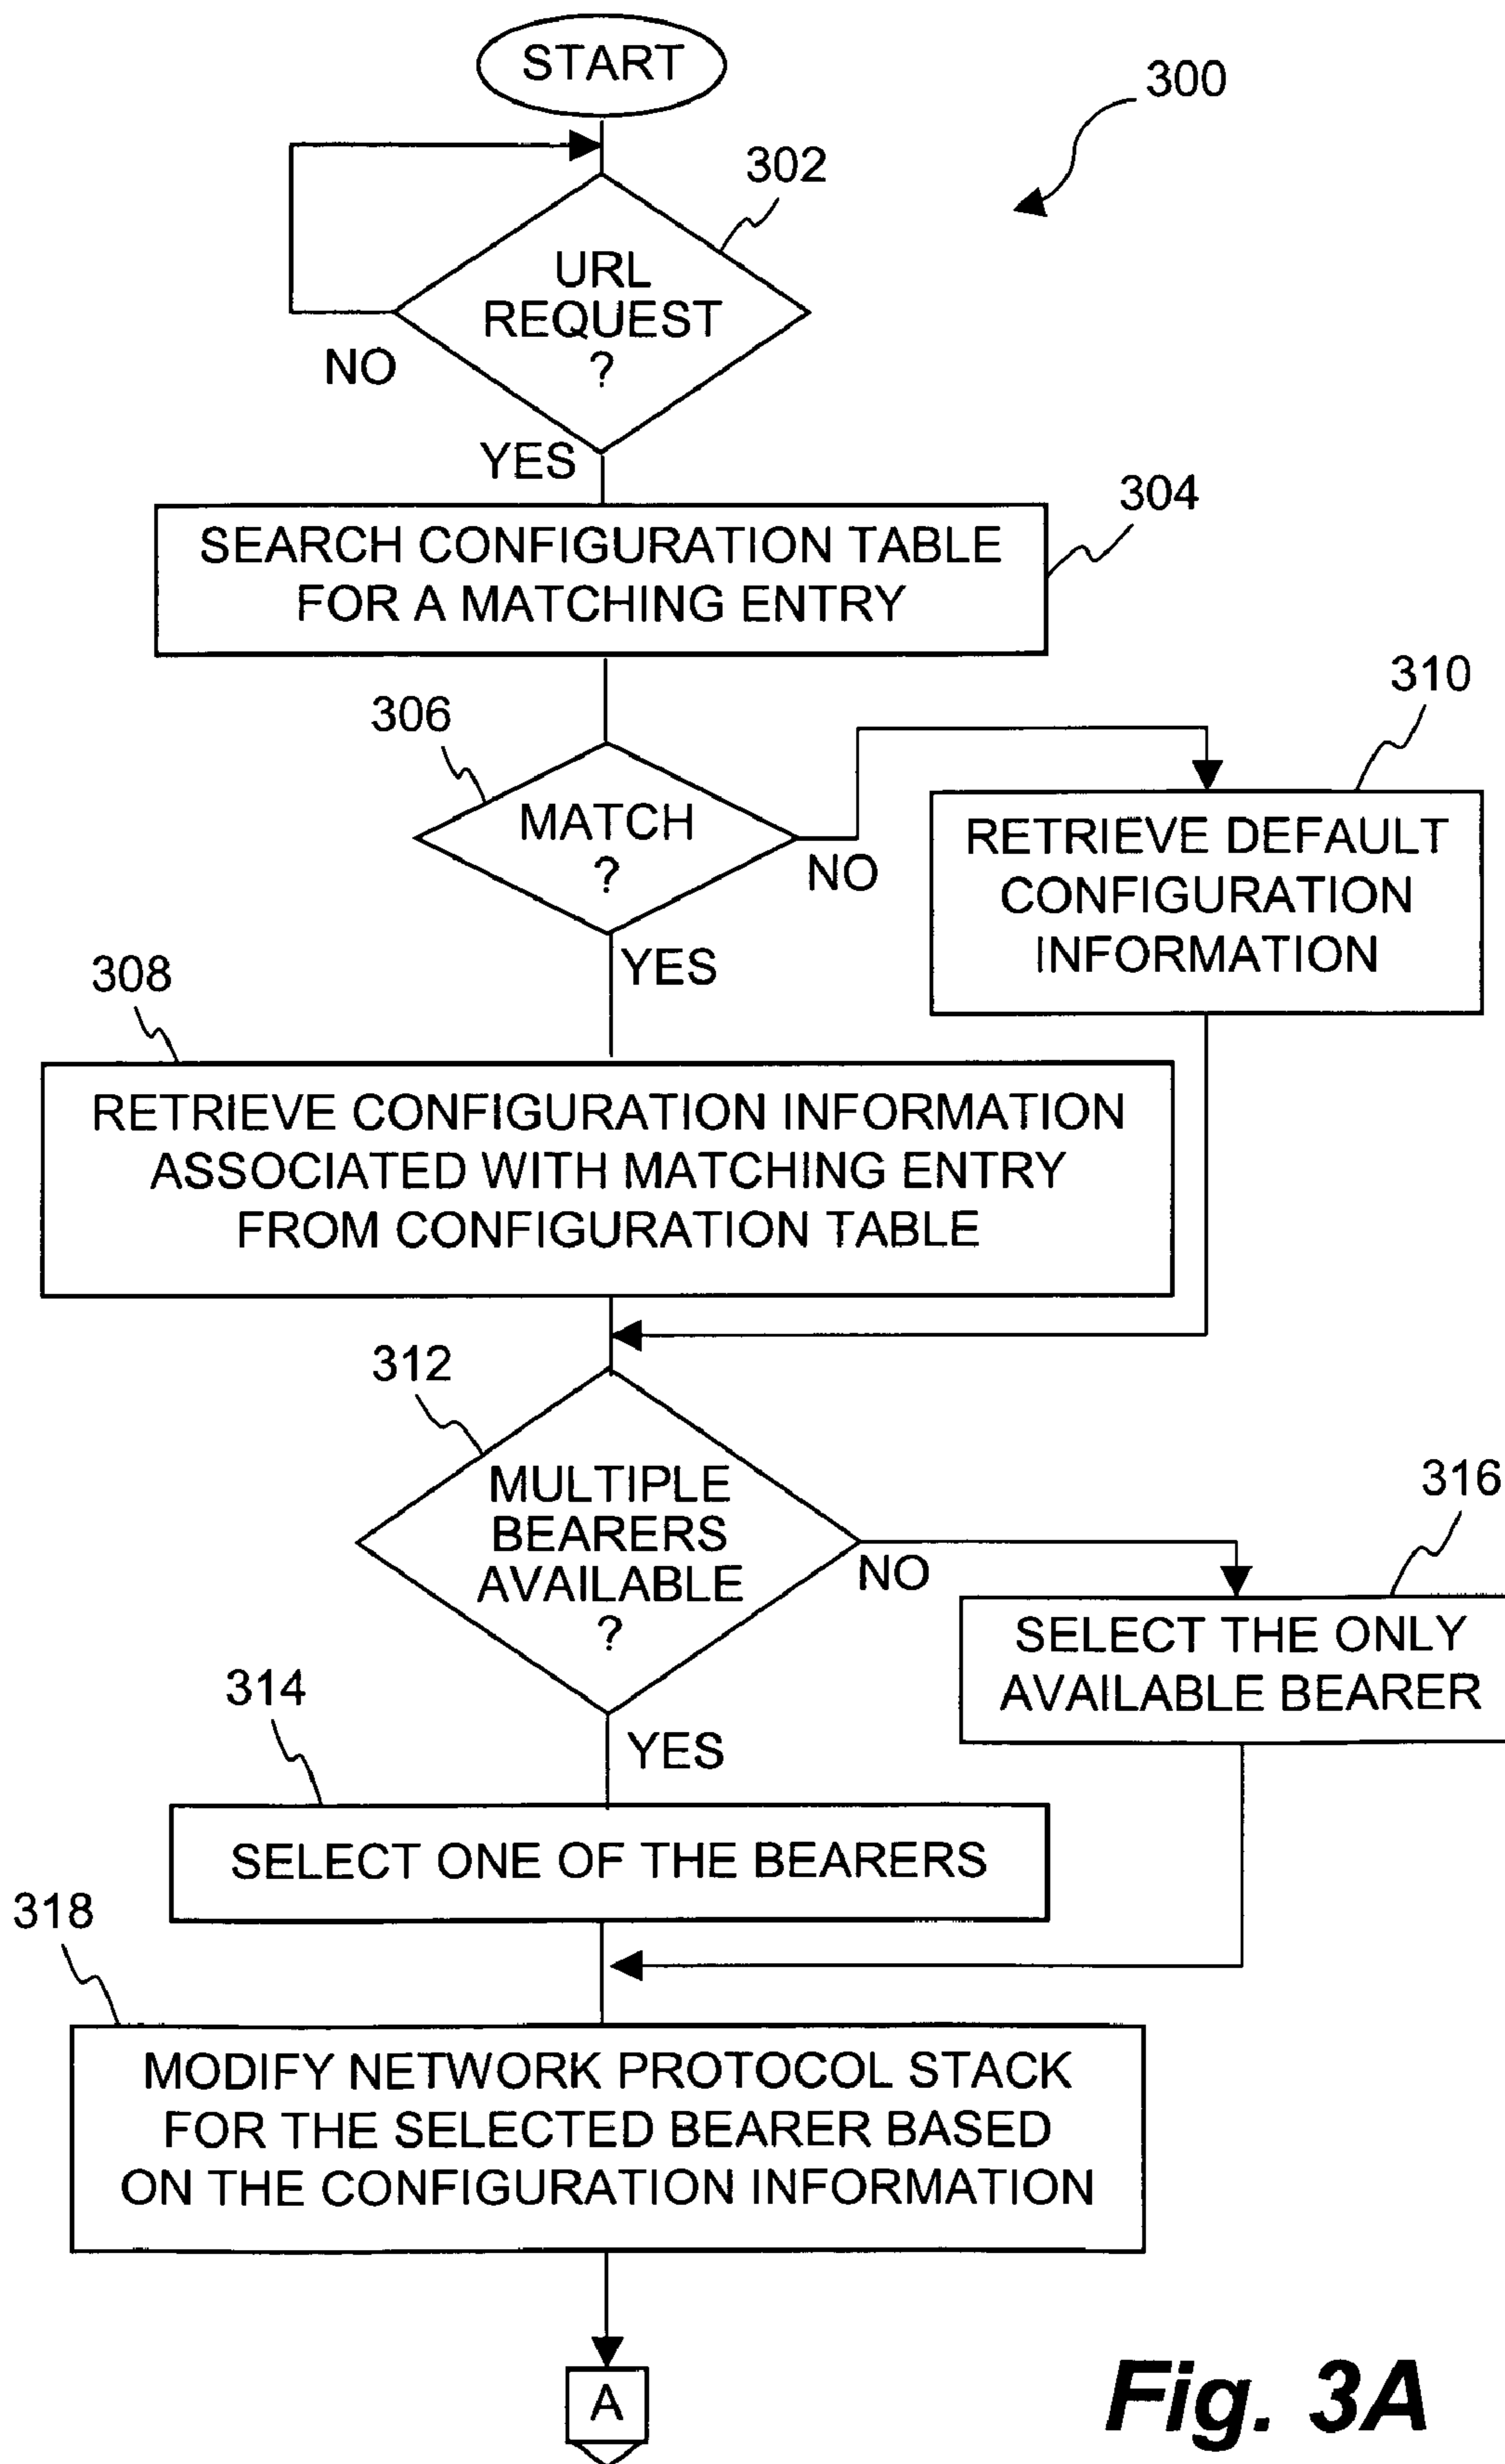 START
300
302
URL
REQUEST
?
NO
YES
304
SEARCH CONFIGURATION TABLE
FOR A MATCHING ENTRY
306
310
MATCH
?
NO
YES
RETRIEVE DEFAULT
CONFIGURATION
INFORMATION
308
RETRIEVE CONFIGURATION INFORMATION
ASSOCIATED WITH MATCHING ENTRY
FROM CONFIGURATION TABLE
312
MULTIPLE
BEARERS
AVAILABLE
?
NO
316
SELECT THE ONLY
AVAILABLE BEARER
314
YES
SELECT ONE OF THE BEARERS
318
MODIFY NETWORK PROTOCOL STACK
FOR THE SELECTED BEARER BASED
ON THE CONFIGURATION INFORMATION
A
Fig. 3A